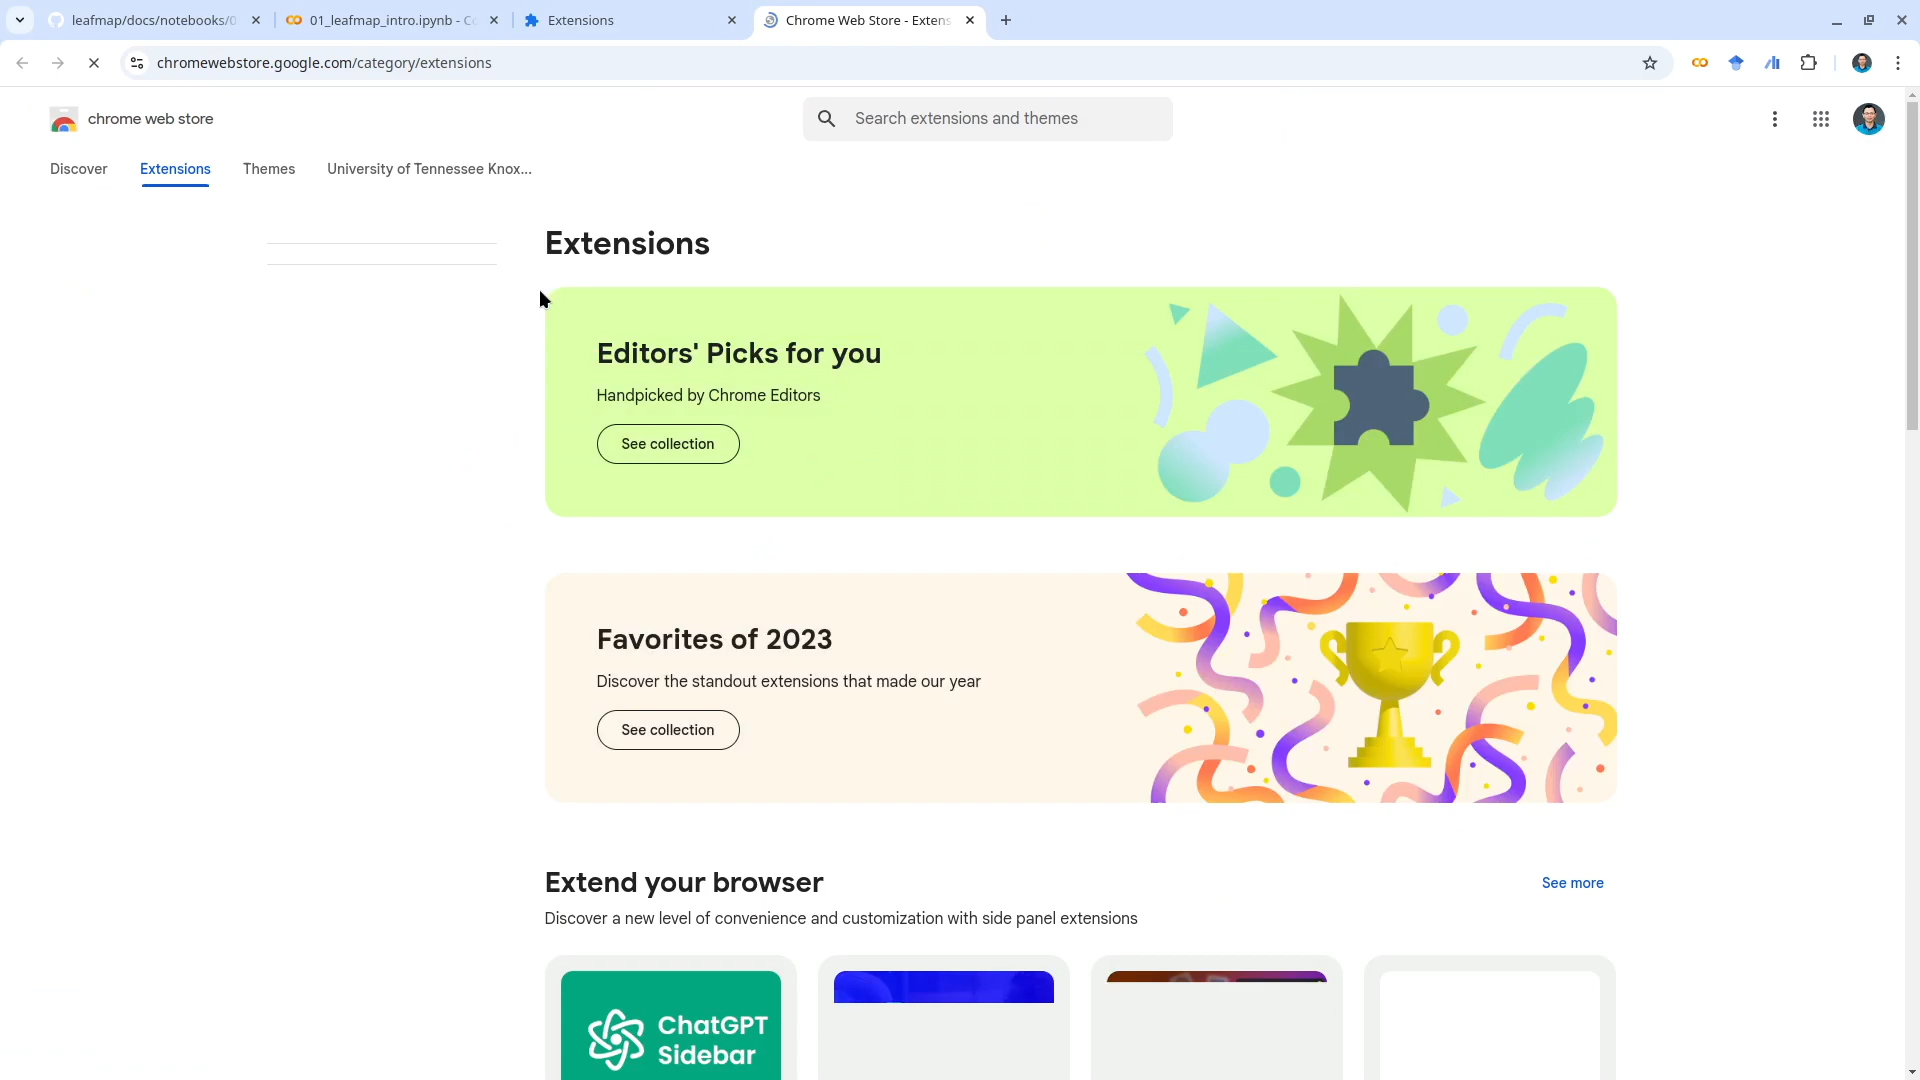 leafmap/docs/notebooks/0
01_leafmap_intro.ipynb - Co
Extensions
Chrome Web Store - Extens
chromewebstore.google.com/category/extensions
chrome web store
Search extensions and themes
Discover
Extensions
Themes
University of Tennessee Knox...
Extensions
Editors' Picks for you
Handpicked by Chrome Editors
See collection
Favorites of 2023
Discover the standout extensions that made our year
See collection
Extend your browser
See more
Discover a new level of convenience and customization with side panel extensions
ChatGPT
Sidebar